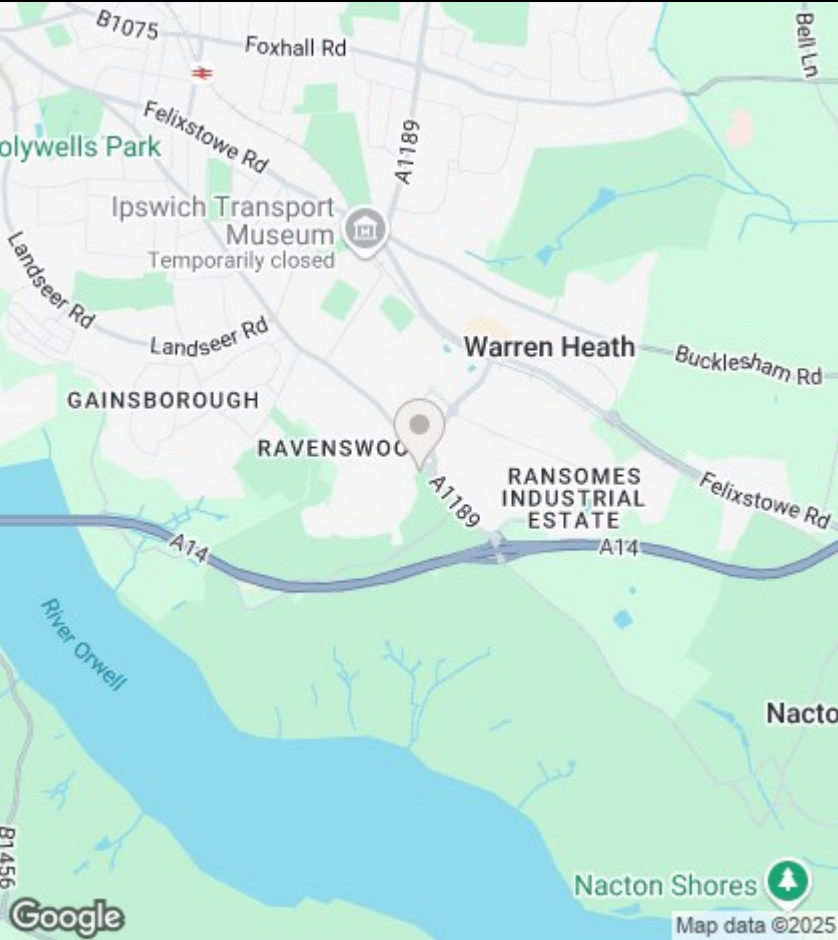 B1075
Foxhall Rd
Bell Ln
Felixstowe Rd
A1189
olywells Park
Ipswich Transport
Museum
Temporarily closed
Landseer Rd
Landseer Rd
Warren Heath
Bucklesham Rd
GAINSBOROUGH
RAVENSWOO
A1189
RANSOMES
INDUSTRIAL
ESTATE
Felixstowe Rd
A14
A14
River Orwell
Nacto
B1456
Nacton Shores
Google
Map data ©2025